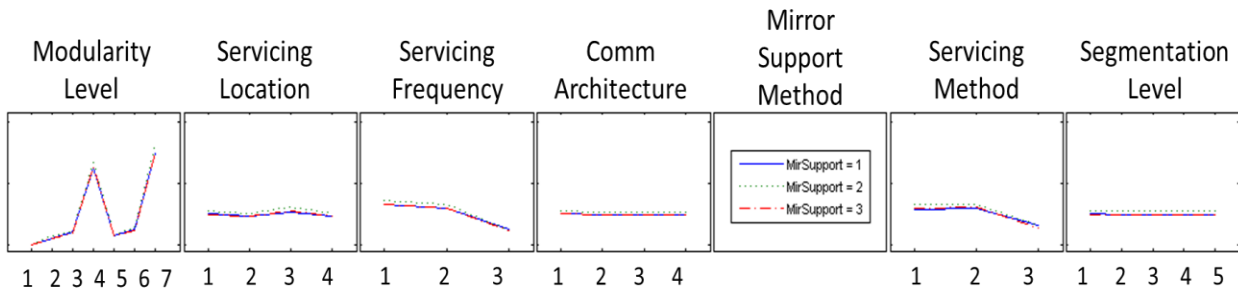 Modularity
Level
Servicing
Location
Servicing
Frequency
Comm
Architecture
Mirror
Support
Method
Servicing
Method
Segmentation
Level
MirSupport = 1
MirSupport = 2
MirSupport = 3
1 2 3 4 5 6 7
1 2 3 4
1 2 3
1 2 3 4
1 2 3
1 2 3 4 5